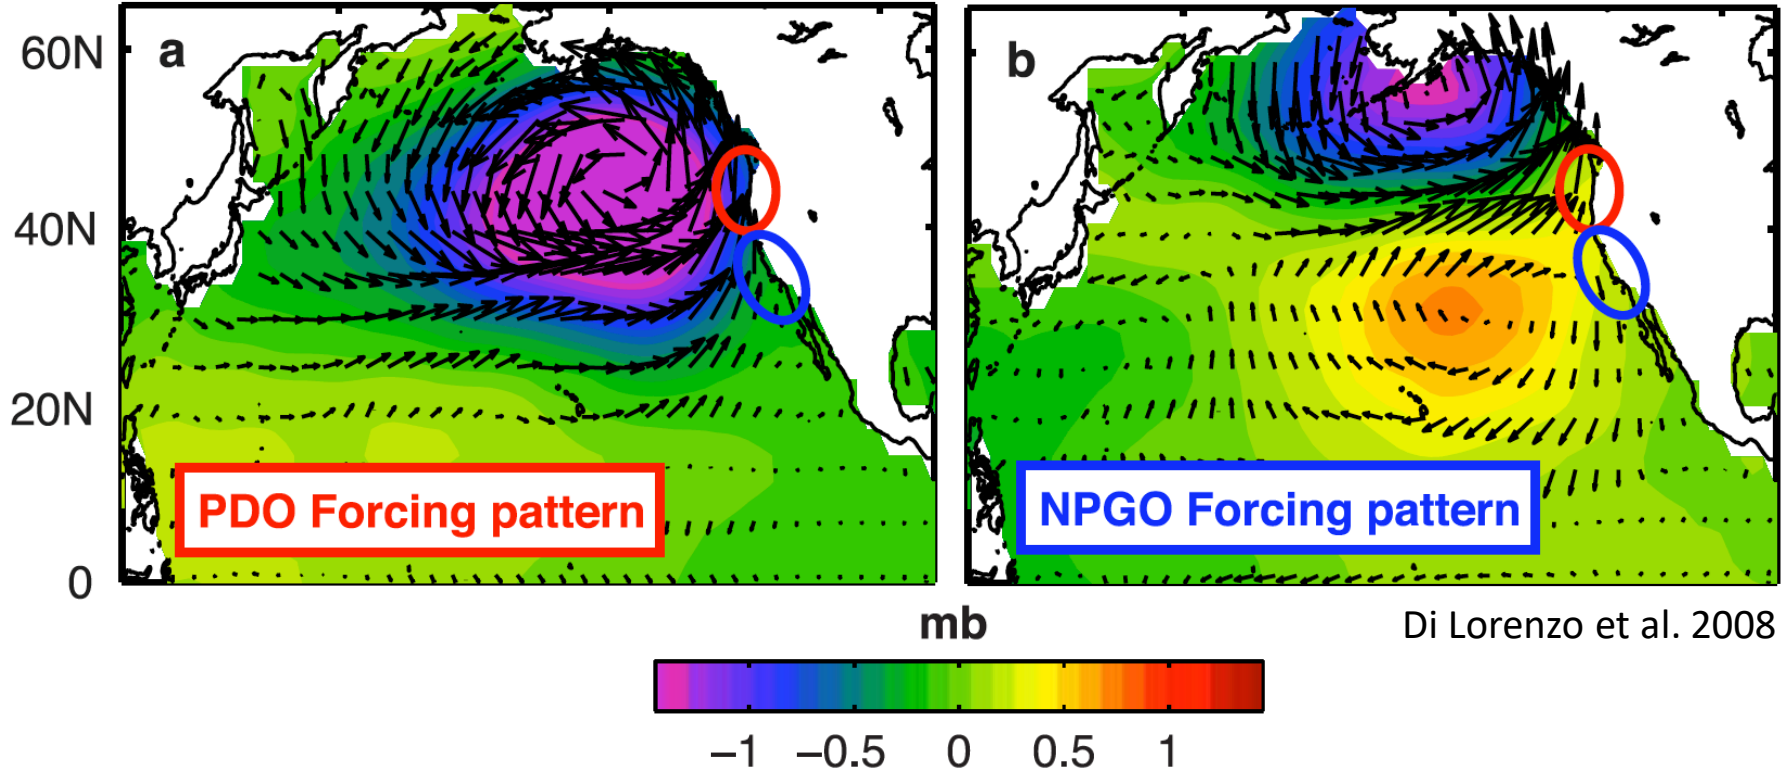 60N
40N
20N
0
a
PDO Forcing pattern
b
NPGO Forcing pattern
mb
Di Lorenzo et al. 2008
−1 −0.5 0 0.5 1